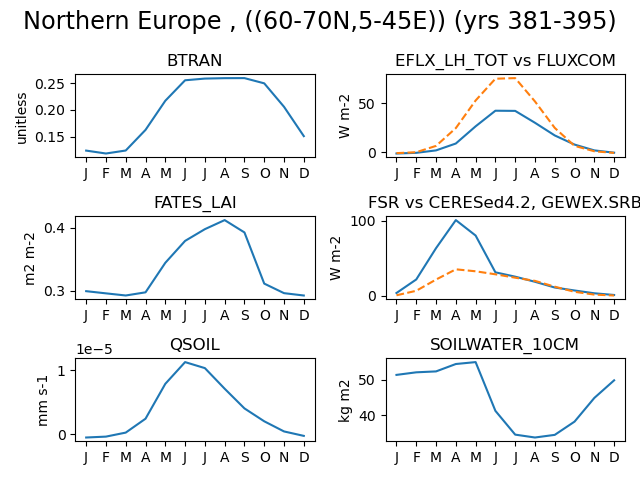 Northern Europe , ((60-70N,5-45E)) (yrs 381-395)
BTRAN
unitless
0.25
0.20
0.15
J F M A M J J A S O N D
EFLX_LH_TOT vs FLUXCOM
W m-2
50
0
J F M A M J J A S O N D
FATES_LAI
m2 m-2
0.4
0.3
J F M A M J J A S O N D
FSR vs CERESed4.2, GEWEX.SRB
W m-2
100
0
J F M A M J J A S O N D
QSOIL
1e−5
mm s-1
1
0
J F M A M J J A S O N D
SOILWATER_10CM
kg m2
50
40
J F M A M J J A S O N D